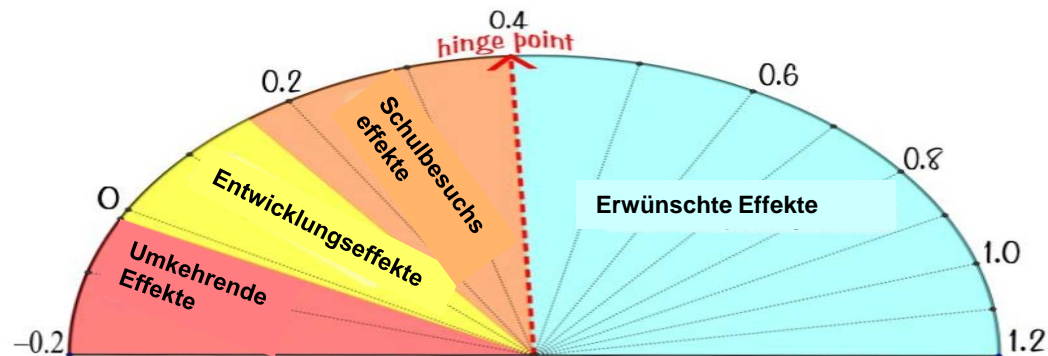 0.4
hinge point
0.2
0.6
Schulbesuchs
effekte
0.8
Entwicklungseffekte
0
Erwünschte Effekte
Umkehrende
Effekte
1.0
−0.2
1.2